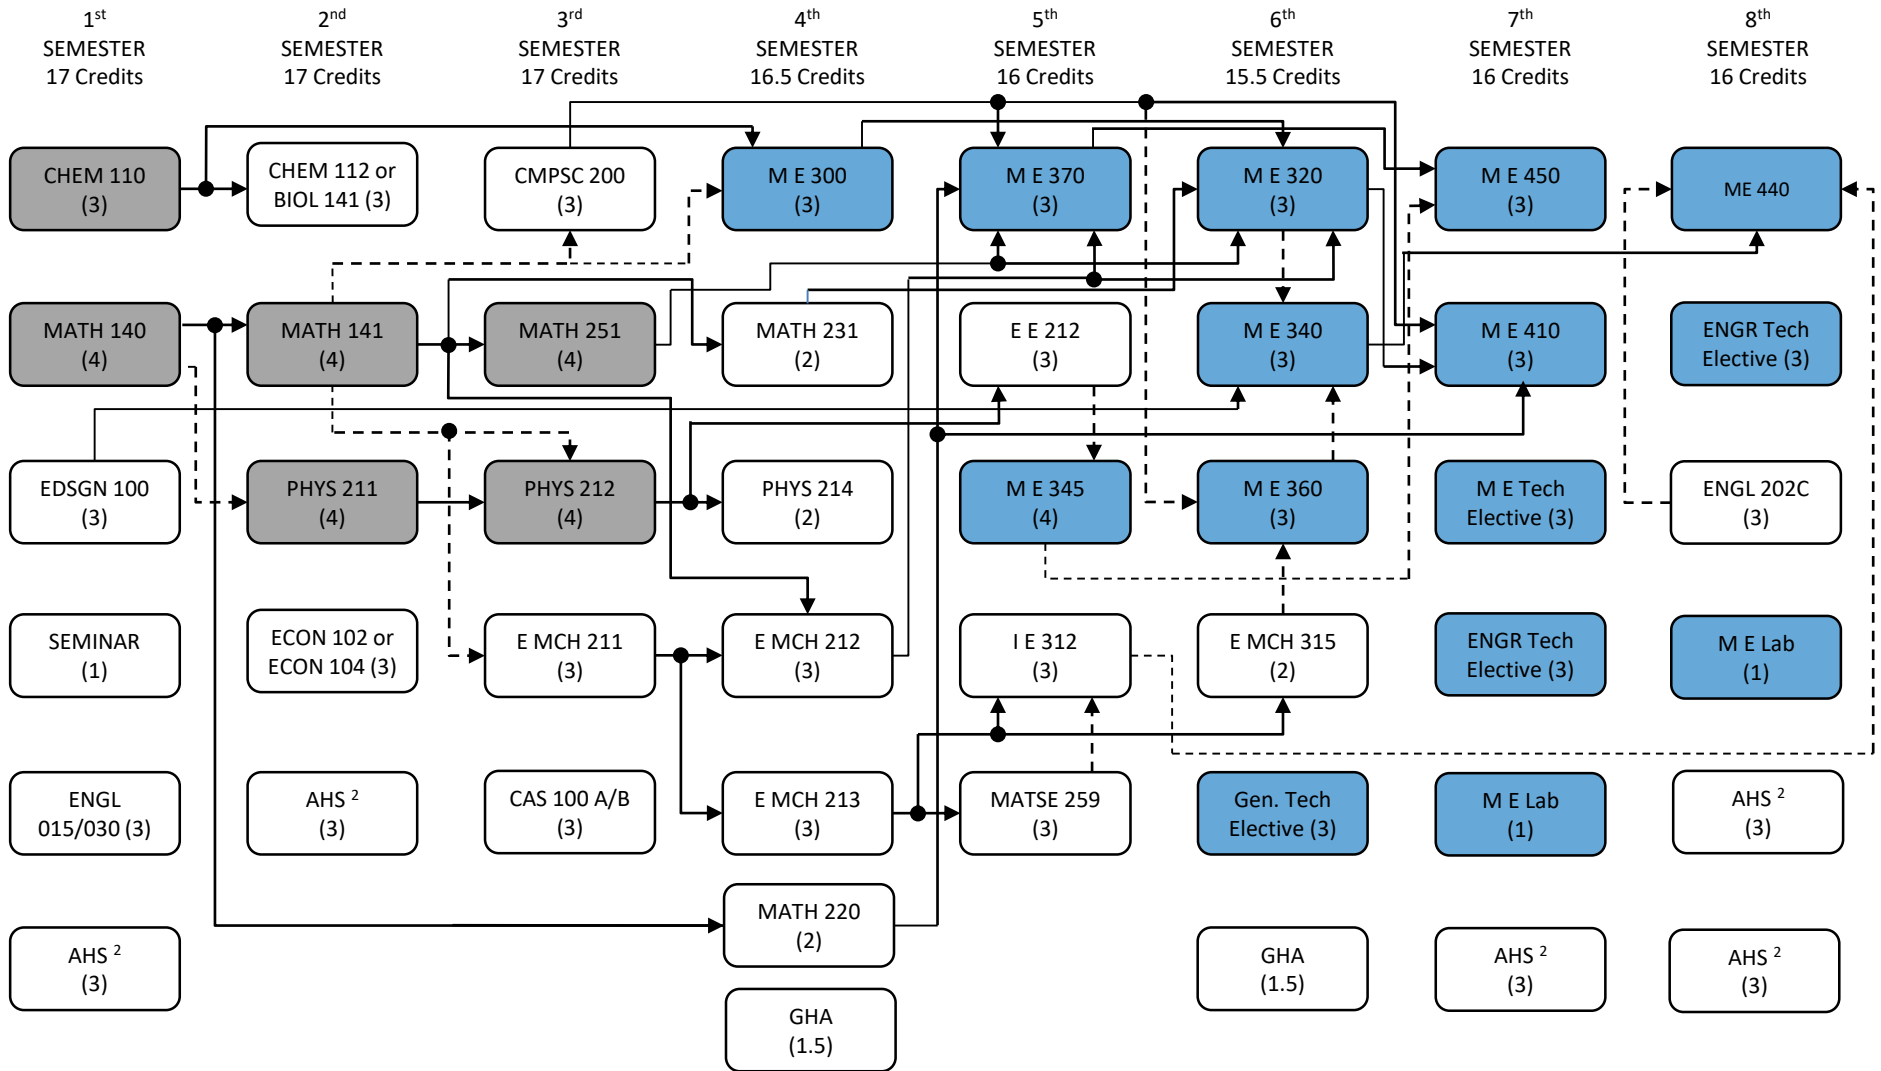 1st
SEMESTER
17 Credits
2nd
SEMESTER
17 Credits
3rd
SEMESTER
17 Credits
4th
SEMESTER
16.5 Credits
5th
SEMESTER
16 Credits
6th
SEMESTER
15.5 Credits
7th
SEMESTER
16 Credits
8th
SEMESTER
16 Credits
CHEM 110
(3)
CHEM 112 or
BIOL 141 (3)
CMPSC 200
(3)
M E 300
(3)
M E 370
(3)
M E 320
(3)
M E 450
(3)
ME 440
MATH 140
(4)
MATH 141
(4)
MATH 251
(4)
MATH 231
(2)
E E 212
(3)
M E 340
(3)
M E 410
(3)
ENGR Tech
Elective (3)
EDSGN 100
(3)
PHYS 211
(4)
PHYS 212
(4)
PHYS 214
(2)
M E 345
(4)
M E 360
(3)
M E Tech
Elective (3)
ENGL 202C
(3)
SEMINAR
(1)
ECON 102 or
ECON 104 (3)
E MCH 211
(3)
E MCH 212
(3)
I E 312
(3)
E MCH 315
(2)
ENGR Tech
Elective (3)
M E Lab
(1)
ENGL
015/030 (3)
AHS 2
(3)
CAS 100 A/B
(3)
E MCH 213
(3)
MATSE 259
(3)
Gen. Tech
Elective (3)
M E Lab
(1)
AHS 2
(3)
AHS 2
(3)
MATH 220
(2)
GHA
(1.5)
AHS 2
(3)
AHS 2
(3)
GHA
(1.5)